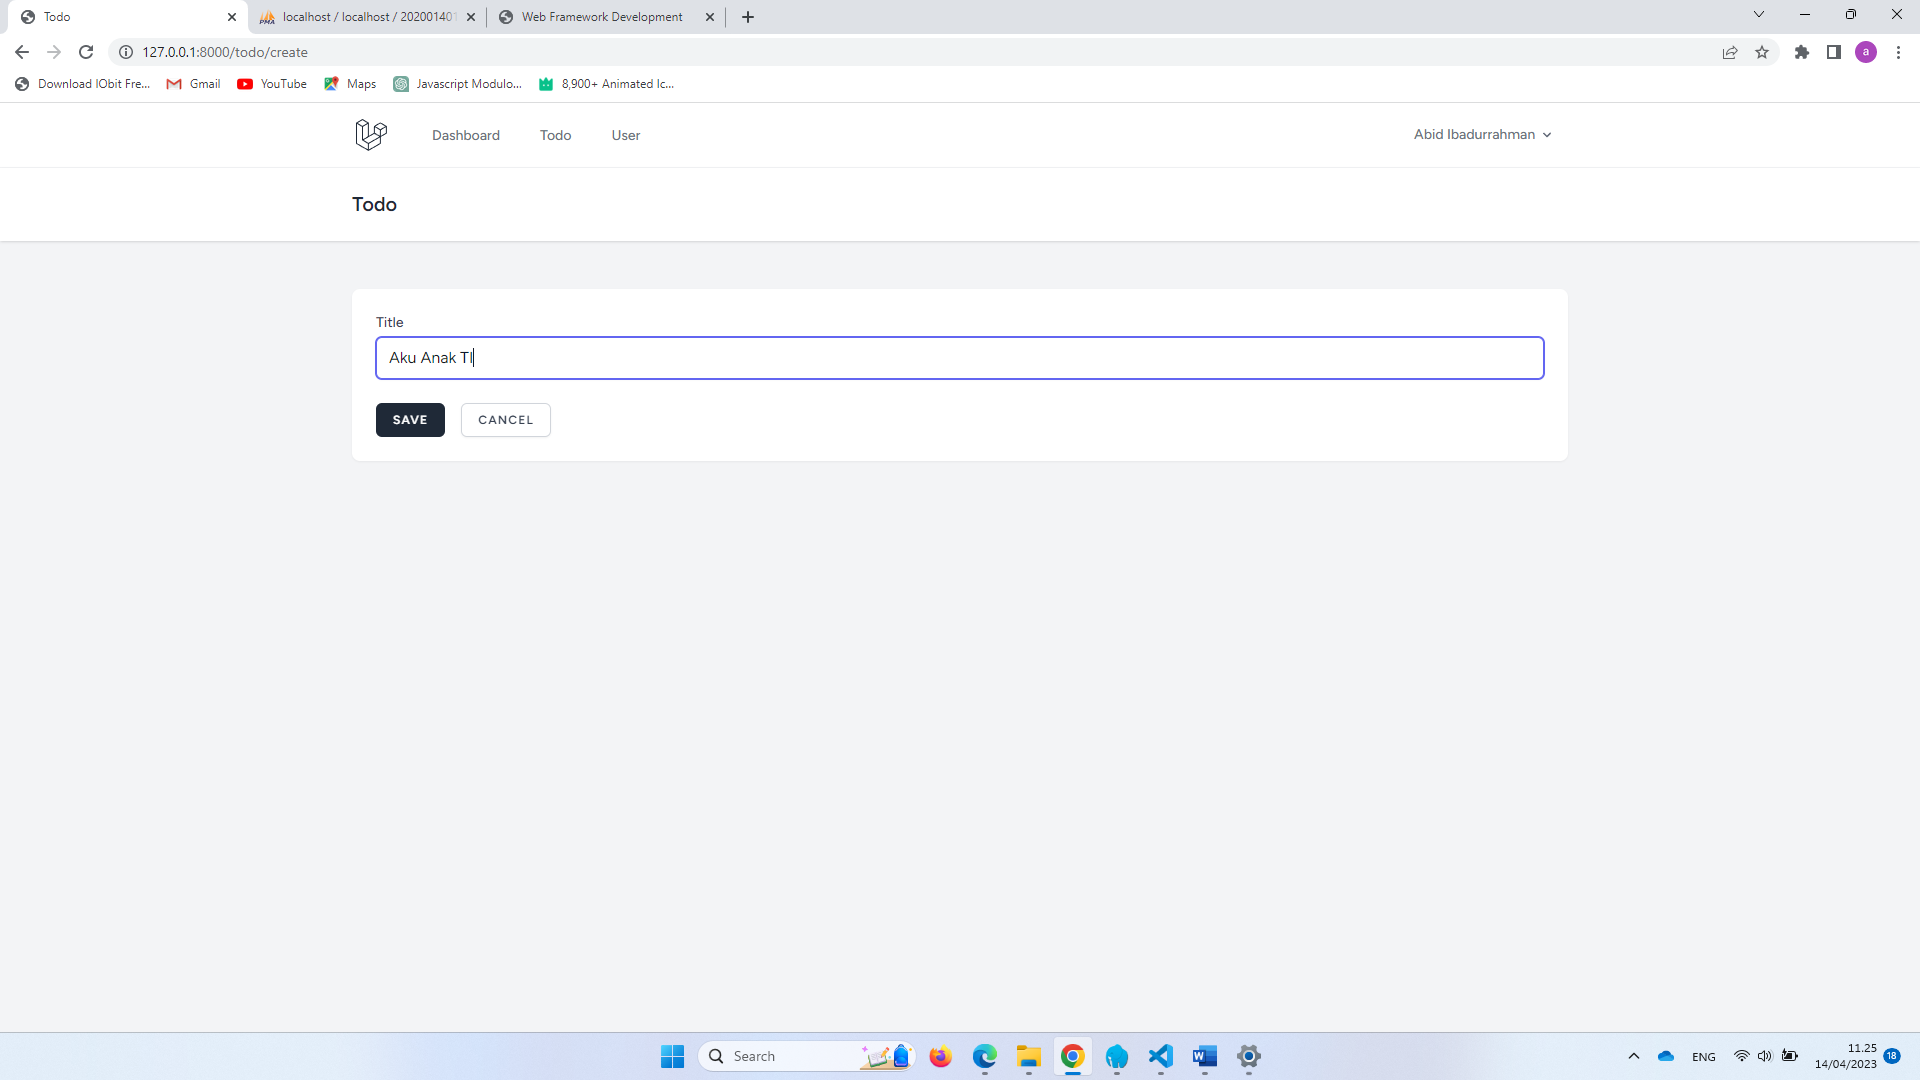 Todo
localhost / localhost / 202001401
Web Framework Development
127.0.0.1:8000/todo/create
a
Download IObit Fre...
Gmail
YouTube
Maps
Javascript Modulo...
8,900+ Animated Ic...
Dashboard
Todo
User
Abid Ibadurrahman
Todo
Title
Aku Anak TI
SAVE
CANCEL
Search
ENG
11.25
14/04/2023
18